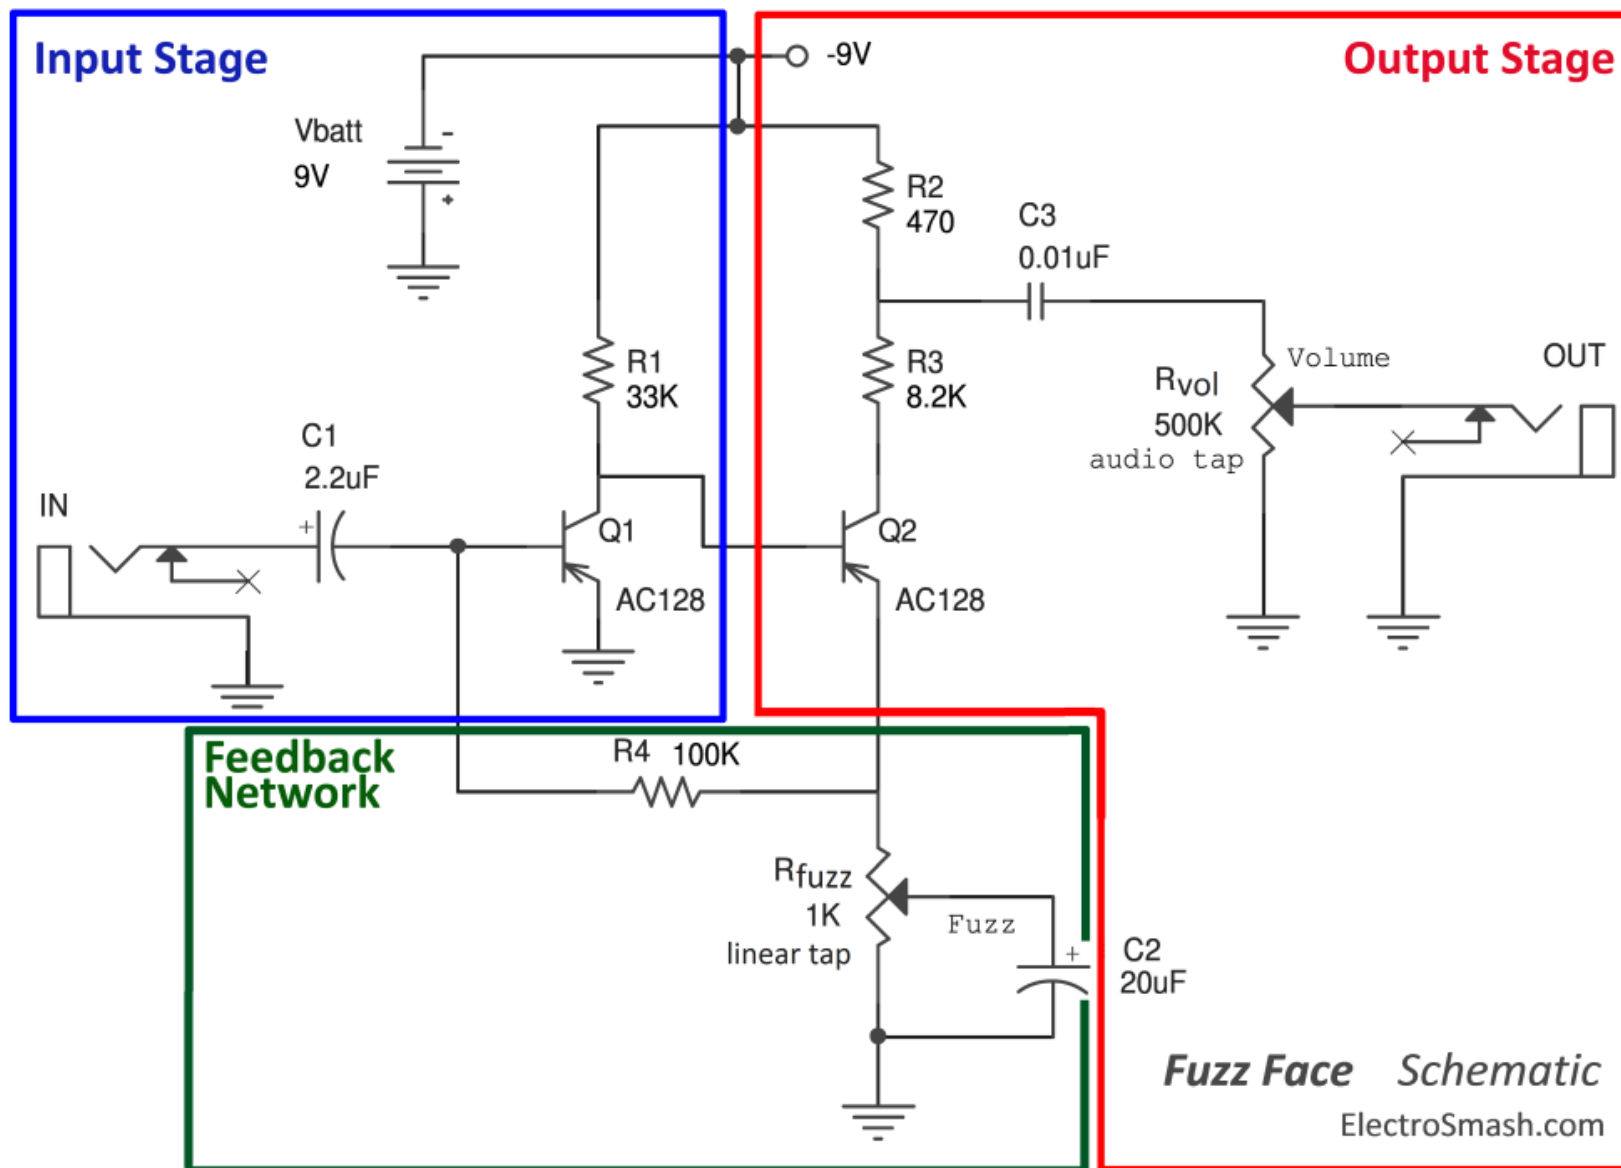 Input Stage
Output Stage
-9V
Vbatt
9V
-
+
R2
470
C3
0.01uF
R1
33K
R3
8.2K
Volume
OUT
Rvol
500K
audio tap
C1
2.2uF
+
IN
Q1
AC128
Q2
AC128
Feedback
Network
R4 100K
Rfuzz
1K
linear tap
Fuzz
+
C2
20uF
Fuzz Face Schematic
ElectroSmash.com